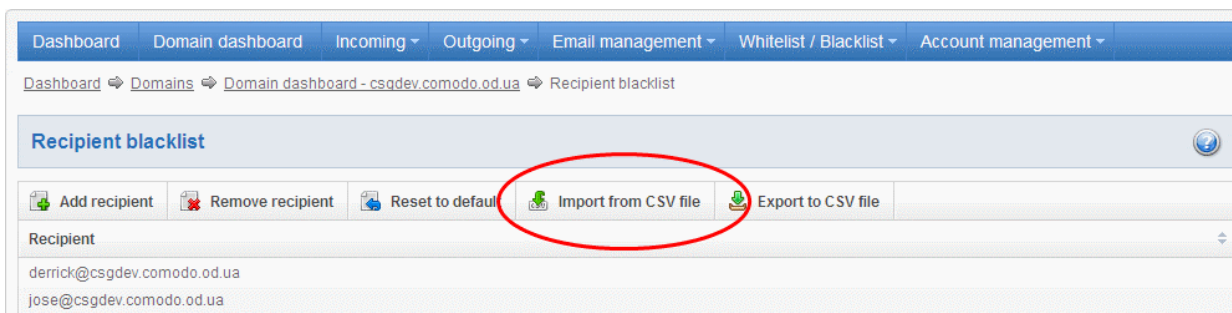 Dashboard Domain dashboard Incoming Outgoing Email management Whitelist / Blacklist Account management
Dashboard Domains Domain dashboard - csgdev.comodo.od.ua Recipient blacklist
Recipient blacklist
Add recipient Remove recipient Reset to default Import from CSV file Export to CSV file
Recipient
derrick@csgdev.comodo.od.ua
jose@csgdev.comodo.od.ua